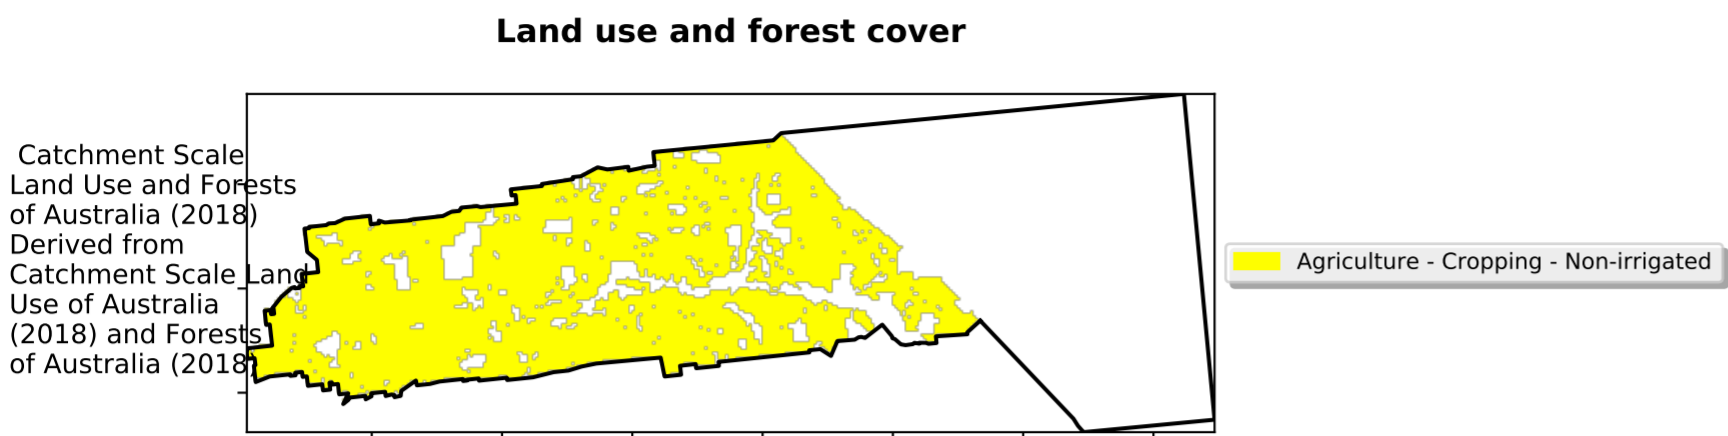 Land use and forest cover
Catchment Scale
Land Use and Forests
of Australia (2018)
Derived from
Catchment Scale Land
Use of Australia
(2018) and Forests
of Australia (2018
Agriculture - Cropping - Non-irrigated